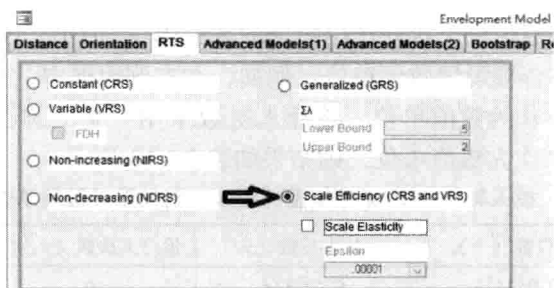 Envelopment Model
Distance Orientation RTS Advanced Models(1) Advanced Models(2) Bootstrap
Constant (CRS)
Variable (VRS)
FDH
Non-increasing (NIRS)
Non-decreasing (NDRS)
Generalized (GRS)
Σλ
Lower Bound
Upper Bound 2
Scale Efficiency (CRS and VRS)
Scale Elasticity
Epsilon
.00001